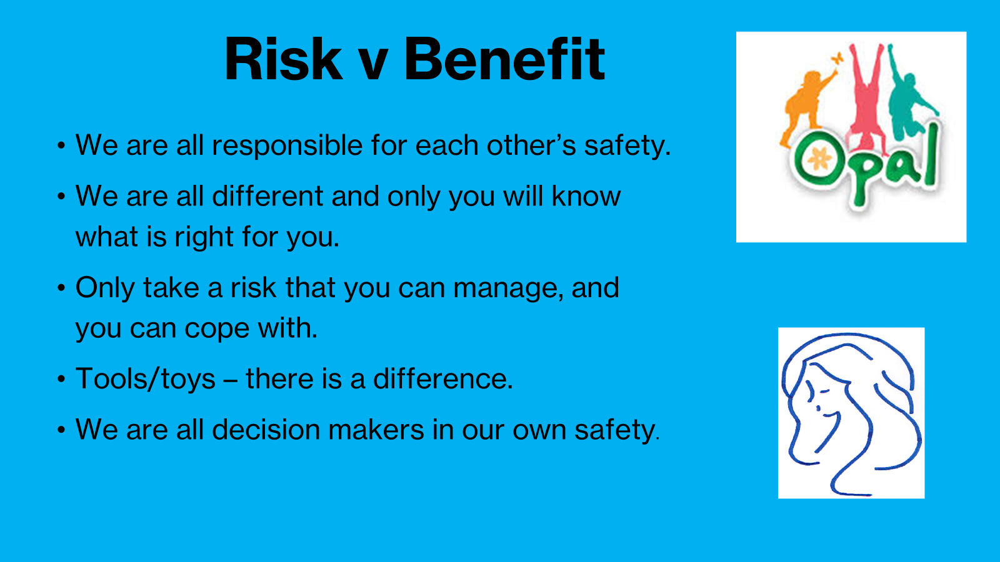 Risk v Benefit
• We are all responsible for each other’s safety.
• We are all different and only you will know
what is right for you.
• Only take a risk that you can manage, and
you can cope with.
• Tools/toys – there is a difference.
• We are all decision makers in our own safety.
Opal